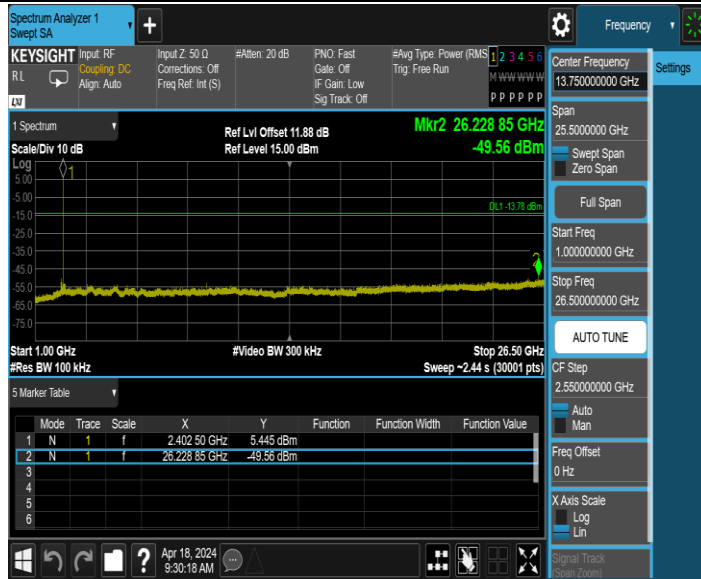 Spectrum Analyzer 1
Swept SA
+
Frequency
KEYSIGHT
RL
LXI
Input: RF
Coupling: DC
Align: Auto
Input Z: 50 Ω
Corrections: Off
Freq Ref: Int (S)
#Atten: 20 dB
PNO: Fast
Gate: Off
IF Gain: Low
Sig Track: Off
#Avg Type: Power (RMS
Trig: Free Run
1 2 3 4 5 6
M W W W W W
P P P P P P
Center Frequency
13.750000000 GHz
Settings
Span
25.5000000 GHz
Swept Span
Zero Span
Full Span
Start Freq
1.000000000 GHz
Stop Freq
26.500000000 GHz
AUTO TUNE
CF Step
2.550000000 GHz
Auto
Man
Freq Offset
0 Hz
X Axis Scale
Log
Lin
Signal Track
(Span Zoom)
1 Spectrum
Scale/Div 10 dB
Ref Lvl Offset 11.88 dB
Ref Level 15.00 dBm
Mkr2 26.228 85 GHz
-49.56 dBm
Log
1
5.00
-5.00
DL1 -13.78 dBm
-15.0
-25.0
-35.0
2
-45.0
-55.0
-65.0
-75.0
Start 1.00 GHz
#Video BW 300 kHz
Stop 26.50 GHz
#Res BW 100 kHz
Sweep ~2.44 s (30001 pts)
5 Marker Table
Mode Trace Scale X Y Function Function Width Function Value
1 N 1 f 2.402 50 GHz 5.445 dBm
2 N 1 f 26.228 85 GHz -49.56 dBm
3
4
5
6
?
Apr 18, 2024
9:30:18 AM